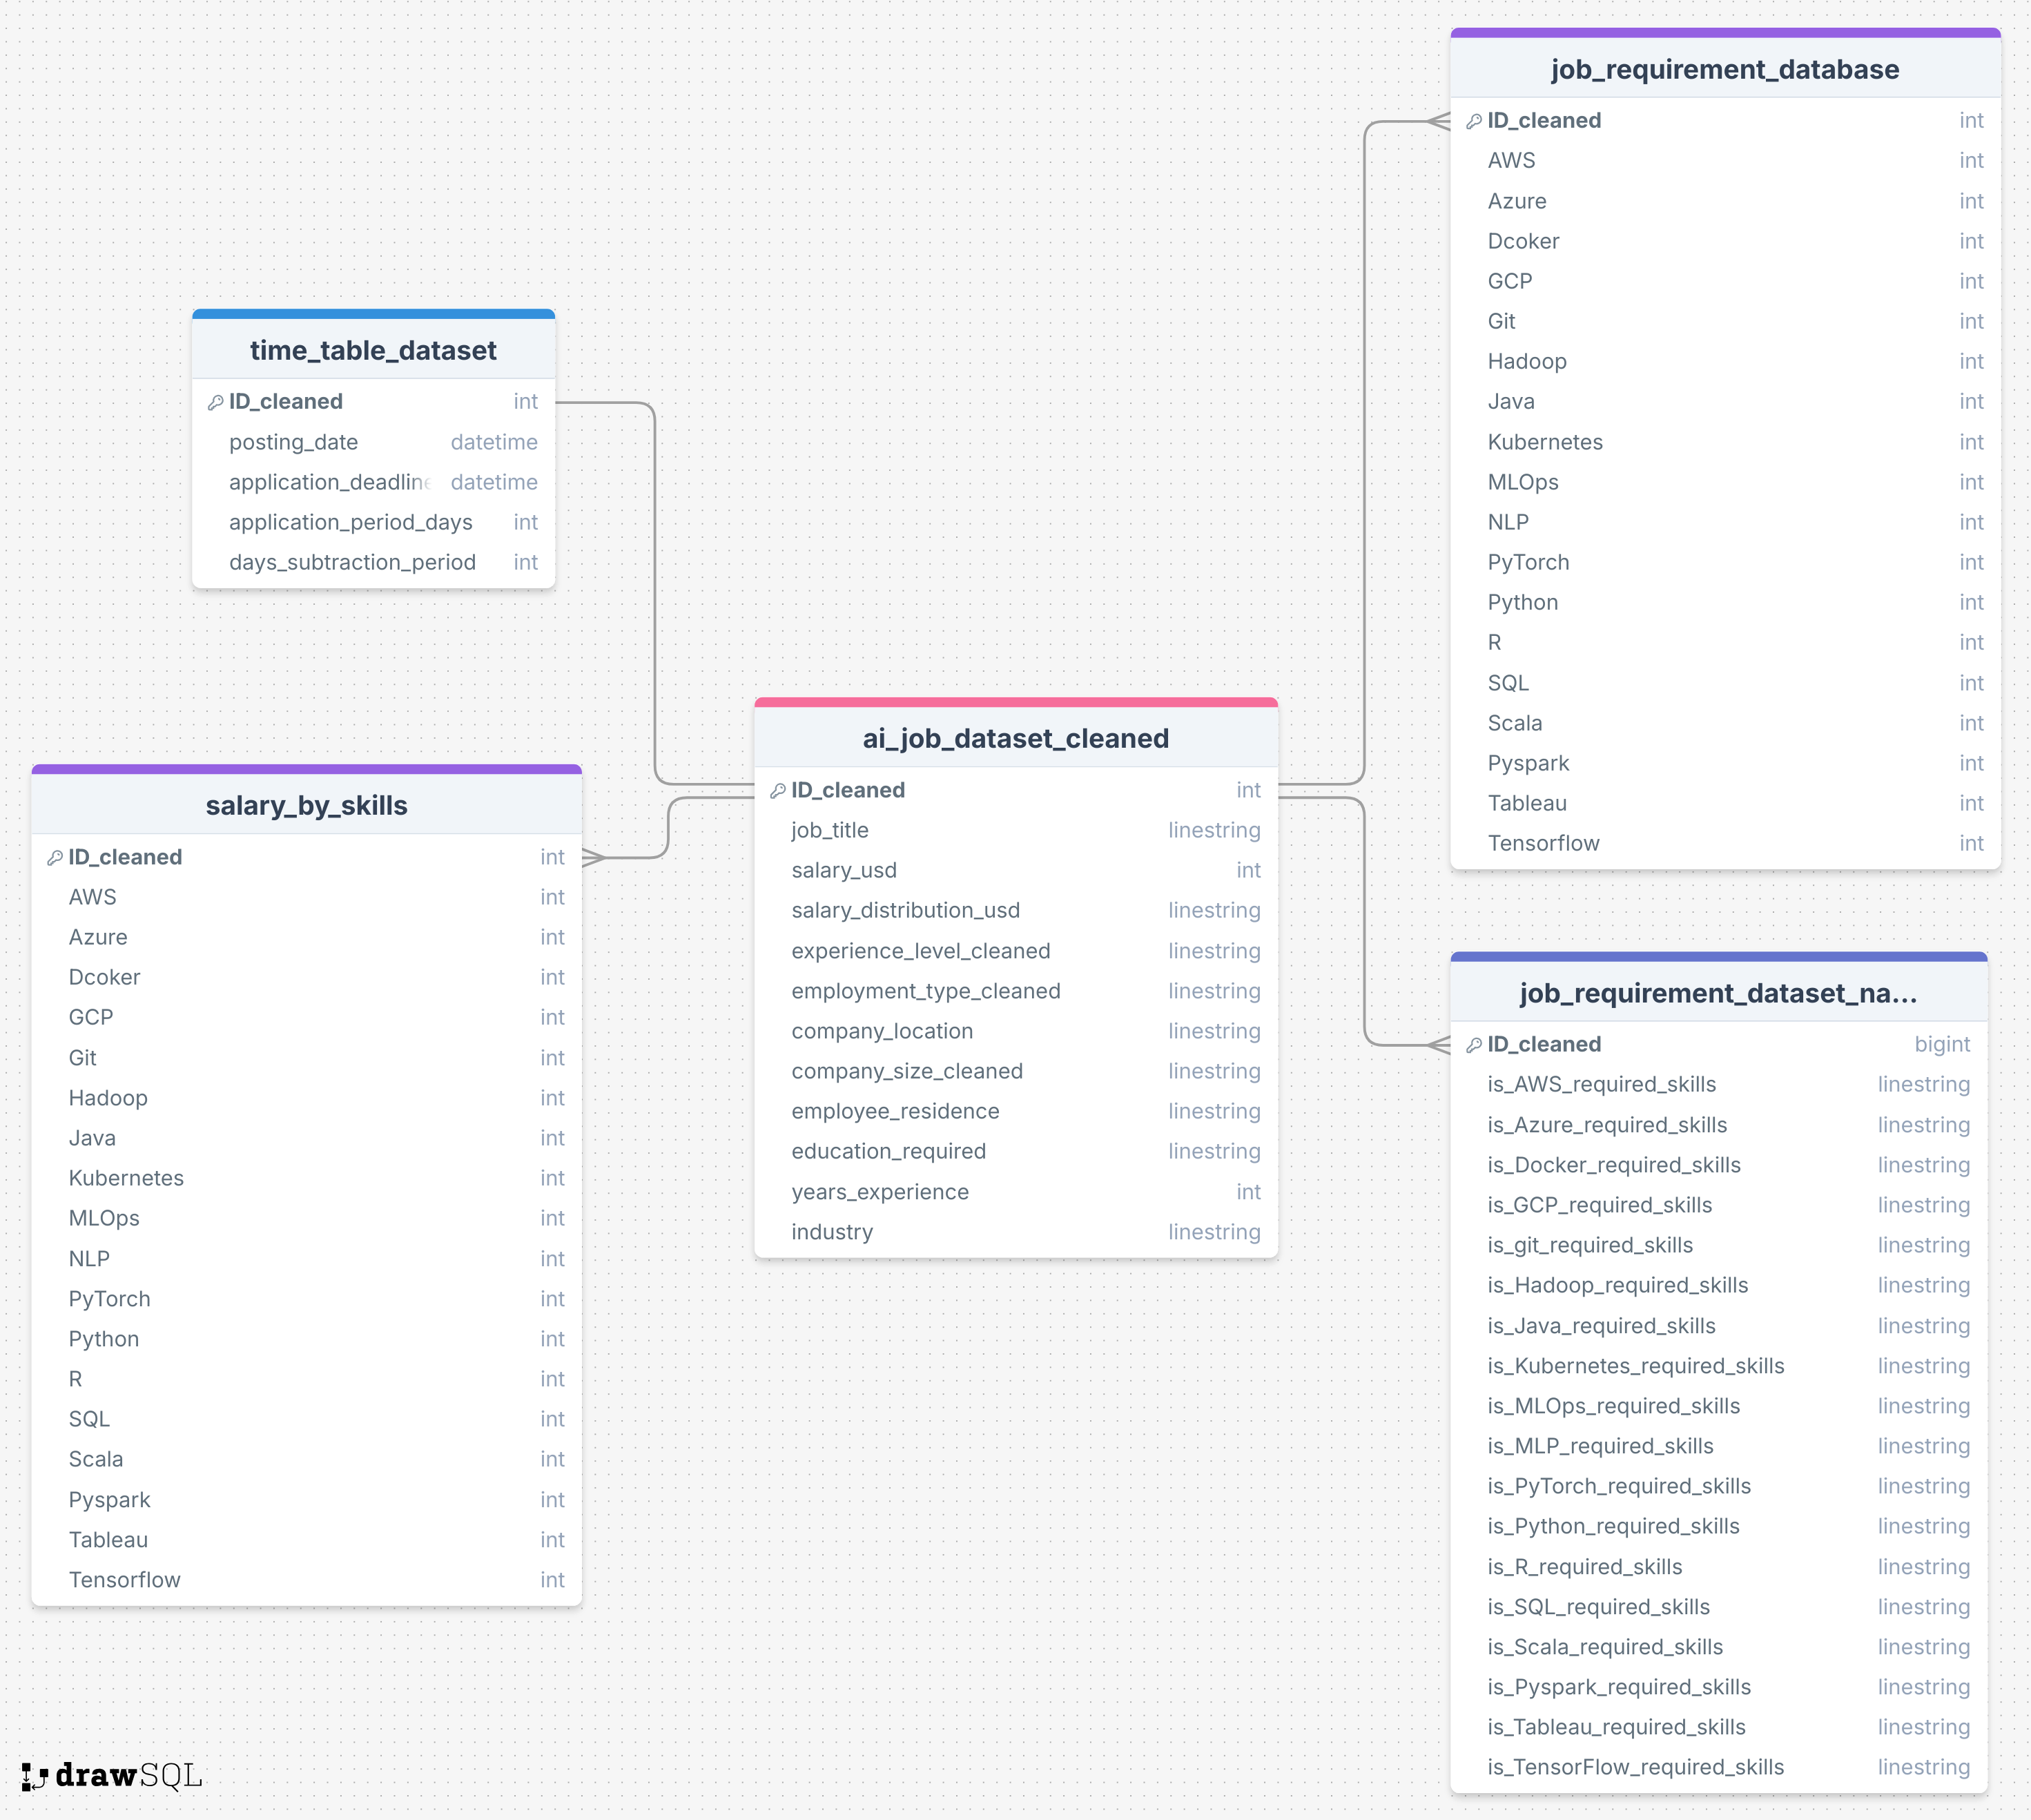 job_requirement_database
ID_cleaned int
AWS int
Azure int
Dcoker int
GCP int
Git int
Hadoop int
Java int
Kubernetes int
MLOps int
NLP int
PyTorch int
Python int
R int
SQL int
Scala int
Pyspark int
Tableau int
Tensorflow int
time_table_dataset
ID_cleaned int
posting_date datetime
application_deadline datetime
application_period_days int
days_subtraction_period int
ai_job_dataset_cleaned
ID_cleaned int
job_title linestring
salary_usd int
salary_distribution_usd linestring
experience_level_cleaned linestring
employment_type_cleaned linestring
company_location linestring
company_size_cleaned linestring
employee_residence linestring
education_required linestring
years_experience int
industry linestring
salary_by_skills
ID_cleaned int
AWS int
Azure int
Dcoker int
GCP int
Git int
Hadoop int
Java int
Kubernetes int
MLOps int
NLP int
PyTorch int
Python int
R int
SQL int
Scala int
Pyspark int
Tableau int
Tensorflow int
job_requirement_dataset_na...
ID_cleaned bigint
is_AWS_required_skills linestring
is_Azure_required_skills linestring
is_Docker_required_skills linestring
is_GCP_required_skills linestring
is_git_required_skills linestring
is_Hadoop_required_skills linestring
is_Java_required_skills linestring
is_Kubernetes_required_skills linestring
is_MLOps_required_skills linestring
is_MLP_required_skills linestring
is_PyTorch_required_skills linestring
is_Python_required_skills linestring
is_R_required_skills linestring
is_SQL_required_skills linestring
is_Scala_required_skills linestring
is_Pyspark_required_skills linestring
is_Tableau_required_skills linestring
is_TensorFlow_required_skills linestring
drawSQL